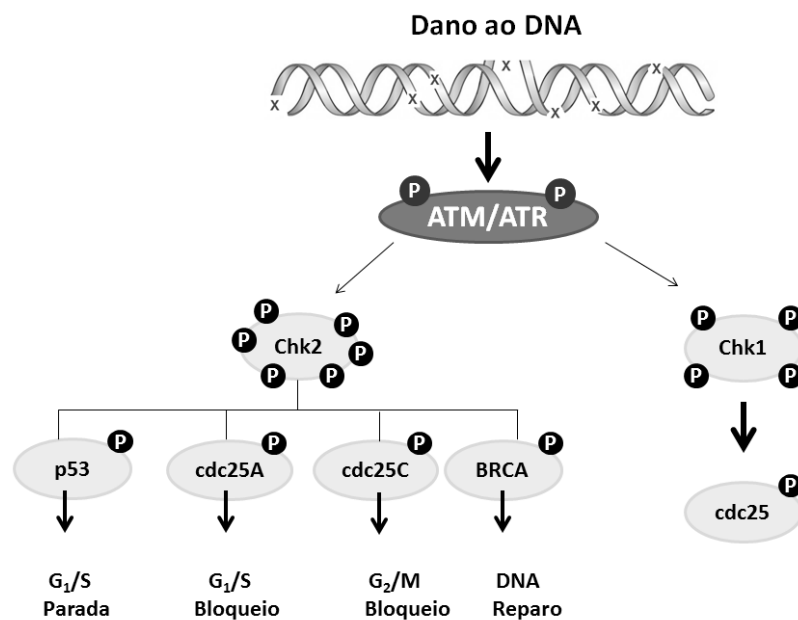 Dano ao DNA
X
X
X
X
X
X
X
P
P
ATM/ATR
P
P
P
P
P
P
Chk2
P
P
P
P
Chk1
P
p53
P
cdc25A
P
cdc25C
P
BRCA
P
cdc25
G₁/S
Parada
G₁/S
Bloqueio
G₂/M
Bloqueio
DNA
Reparo